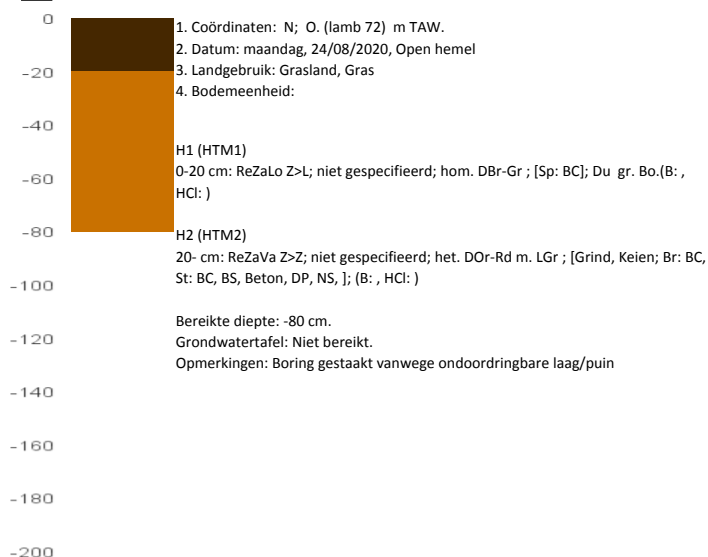 0
-20
-40
-60
-80
-100
-120
-140
-160
-180
-200
1. Coördinaten: N; O. (lamb 72) m TAW.
2. Datum: maandag, 24/08/2020, Open hemel
3. Landgebruik: Grasland, Gras
4. Bodemeenheid:
H1 (HTM1)
0-20 cm: ReZaLo Z>L; niet gespecifieerd; hom. DBr-Gr ; [Sp: BC]; Du gr. Bo.(B: ,
HCl: )
H2 (HTM2)
20- cm: ReZaVa Z>Z; niet gespecifieerd; het. DOr-Rd m. LGr ; [Grind, Keien; Br: BC,
St: BC, BS, Beton, DP, NS, ]; (B: , HCl: )
Bereikte diepte: -80 cm.
Grondwatertafel: Niet bereikt.
Opmerkingen: Boring gestaakt vanwege ondoordringbare laag/puin